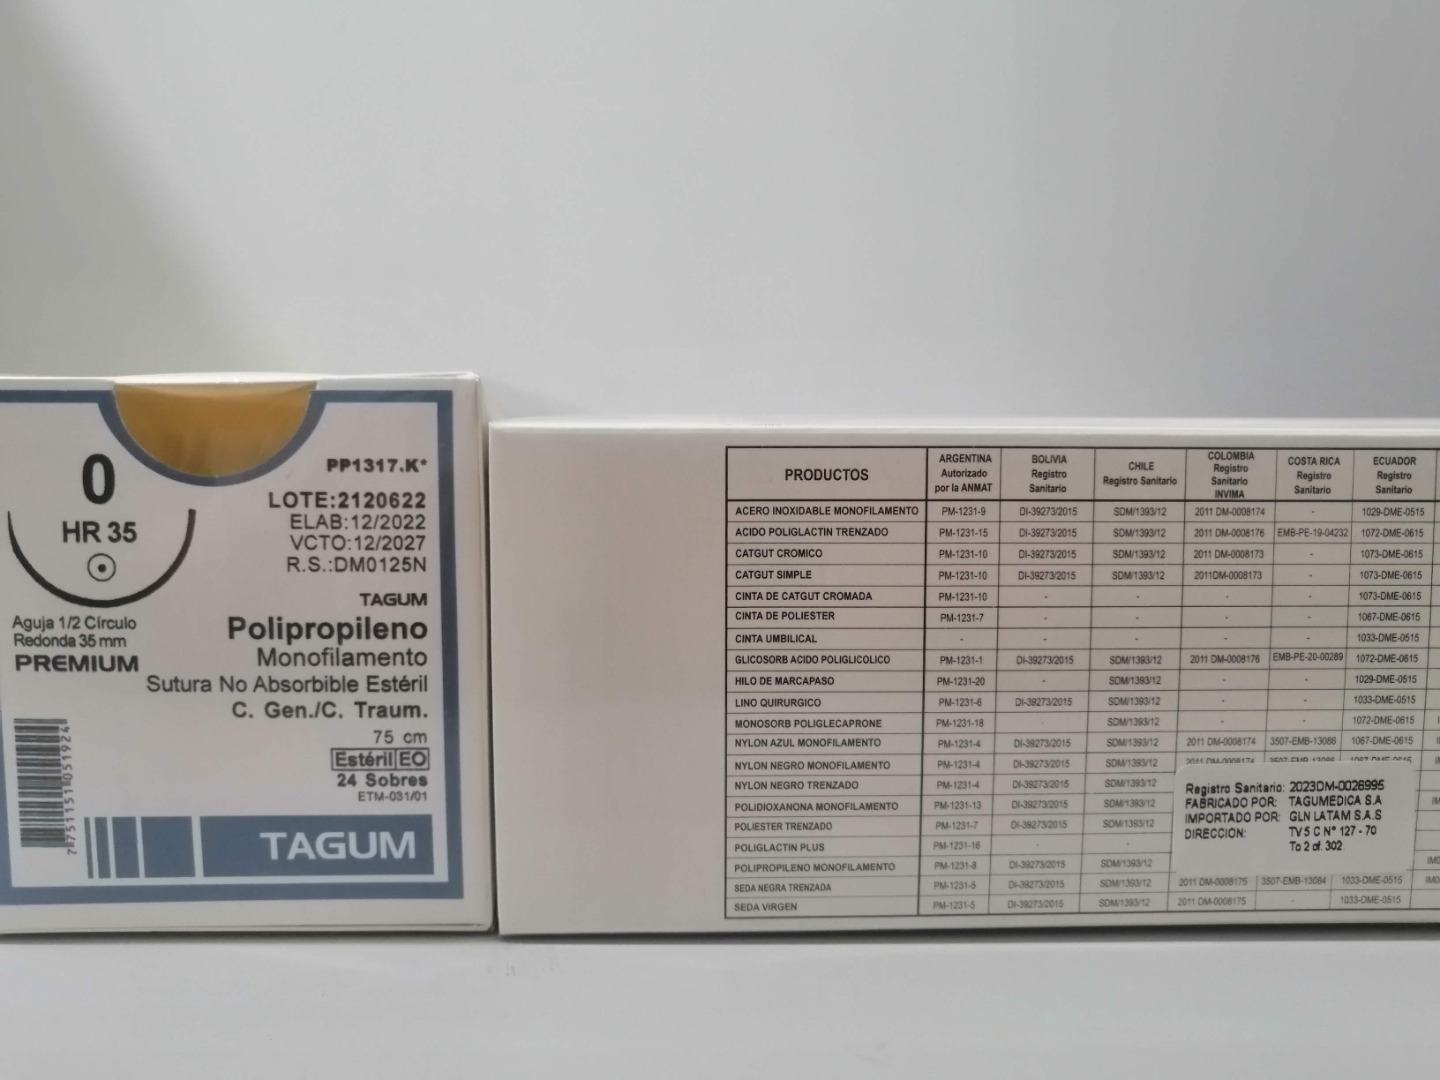 0
HR 35
Aguja 1/2 Círculo
Redonda 35 mm
PREMIUM
7 751151 051924
PP1317.K*
LOTE:2120622
ELAB:12/2022
VCTO:12/2027
R.S.:DM0125N
TAGUM
Polipropileno
Monofilamento
Sutura No Absorbible Estéril
C. Gen./C. Traum.
75 cm
Estéril EO
24 Sobres
ETM-031/01
TAGUM
PRODUCTOS ARGENTINA Autorizado por la ANMAT BOLIVIA Registro Sanitario CHILE Registro Sanitario COLOMBIA Registro Sanitario INVIMA COSTA RICA Registro Sanitario ECUADOR Registro Sanitario
ACERO INOXIDABLE MONOFILAMENTO PM-1231-9 DI-39273/2015 SDM/1393/12 2011 DM-0008174 - 1029-DME-0515
ACIDO POLIGLACTIN TRENZADO PM-1231-15 DI-39273/2015 SDM/1393/12 2011 DM-0008176 EMB-PE-19-04232 1072-DME-0615
CATGUT CROMICO PM-1231-10 DI-39273/2015 SDM/1393/12 2011 DM-0008173 - 1073-DME-0615
CATGUT SIMPLE PM-1231-10 DI-39273/2015 SDM/1393/12 2011DM-0008173 - 1073-DME-0615
CINTA DE CATGUT CROMADA PM-1231-10 - - - - 1073-DME-0615
CINTA DE POLIESTER PM-1231-7 - - - - 1067-DME-0615
CINTA UMBILICAL - - - - - 1033-DME-0515
GLICOSORB ACIDO POLIGLICOLICO PM-1231-1 DI-39273/2015 SDM/1393/12 2011 DM-0008176 EMB-PE-20-00289 1072-DME-0615
HILO DE MARCAPASO PM-1231-20 - SDM/1393/12 - - 1029-DME-0515
LINO QUIRURGICO PM-1231-6 DI-39273/2015 SDM/1393/12 - - 1033-DME-0515
MONOSORB POLIGLECAPRONE PM-1231-18 - SDM/1393/12 - - 1072-DME-0615
NYLON AZUL MONOFILAMENTO PM-1231-4 DI-39273/2015 SDM/1393/12 2011 DM-0008174 3507-EMB-13086 1067-DME-0615
NYLON NEGRO MONOFILAMENTO PM-1231-4 DI-39273/2015 SDM/1393/12
NYLON NEGRO TRENZADO PM-1231-4 DI-39273/2015 SDM/1393/12
POLIDIOXANONA MONOFILAMENTO PM-1231-13 DI-39273/2015 SDM/1393/12
POLIESTER TRENZADO PM-1231-7 DI-39273/2015 SDM/1393/12
POLIGLACTIN PLUS PM-1231-16 - -
POLIPROPILENO MONOFILAMENTO PM-1231-8 DI-39273/2015 SDM/1393/12
SEDA NEGRA TRENZADA PM-1231-5 DI-39273/2015 SDM/1393/12 2011 DM-0008175 3507-EMB-13084 1033-DME-0515
SEDA VIRGEN PM-1231-5 DI-39273/2015 SDM/1393/12 2011 DM-0008175 - 1033-DME-0515
Registro Sanitario: 2023DM-0026995
FABRICADO POR: TAGUMEDICA S.A
IMPORTADO POR: GLN LATAM S.A.S
DIRECCION: TV 5 C N° 127 - 70
To 2 of. 302